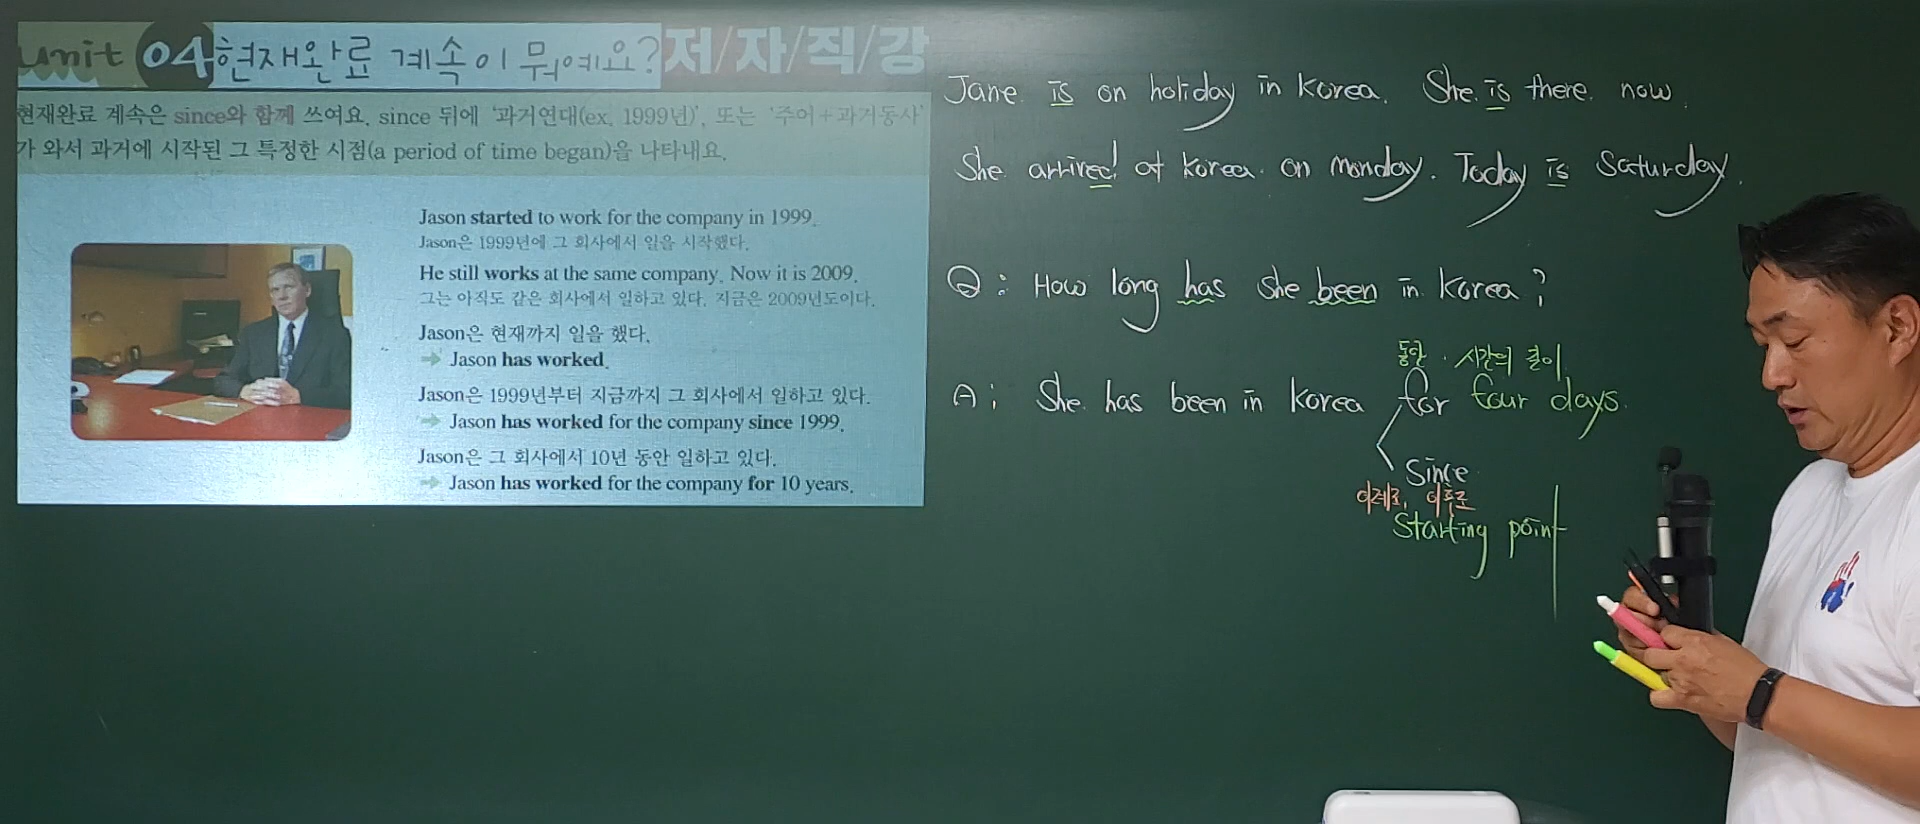 unit 04 현재완료 계속이 뭐예요? 저/자/직/강
현재완료 계속은 since와 함께 쓰여요. since 뒤에 '과거연대(ex. 1999년)', 또는 '주어+과거동사'
가 와서 과거에 시작된 그 특정한 시점(a period of time began)을 나타내요.
Jason started to work for the company in 1999.
Jason은 1999년에 그 회사에서 일을 시작했다.
He still works at the same company. Now it is 2009.
그는 아직도 같은 회사에서 일하고 있다. 지금은 2009년도이다.
Jason은 현재까지 일을 했다.
➔ Jason has worked.
Jason은 1999년부터 지금까지 그 회사에서 일하고 있다.
➔ Jason has worked for the company since 1999.
Jason은 그 회사에서 10년 동안 일하고 있다.
➔ Jason has worked for the company for 10 years.
Jane is on holiday in Korea. She is there now.
She arrived at Korea on Monday. Today is Saturday.
Q: How long has she been in Korea?
동안 · 시간의 길이
A: She has been in Korea for four days.
Since
이래로, 이후로
Starting point